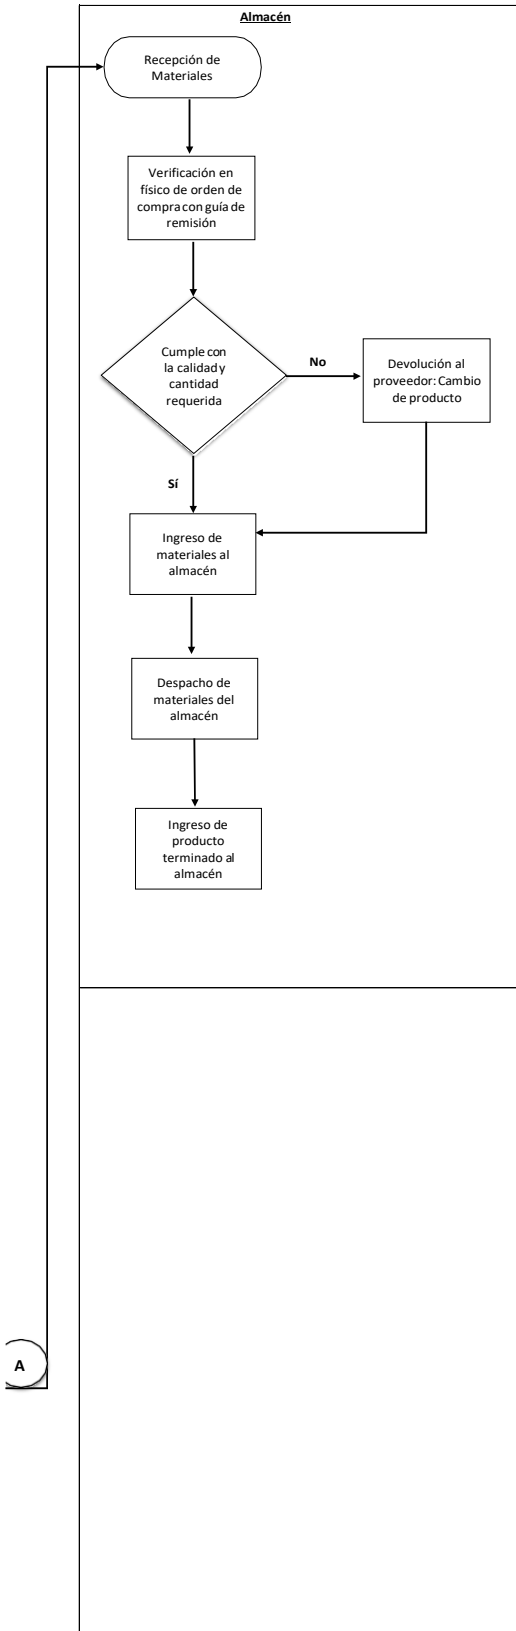 Almacén
Recepción de
Materiales
Verificación en
físico de orden de
compra con guía de
remisión
Cumple con
la calidad y
cantidad
requerida
No
Devolución al
proveedor: Cambio
de producto
Sí
Ingreso de
materiales al
almacén
Despacho de
materiales del
almacén
Ingreso de
producto
terminado al
almacén
A